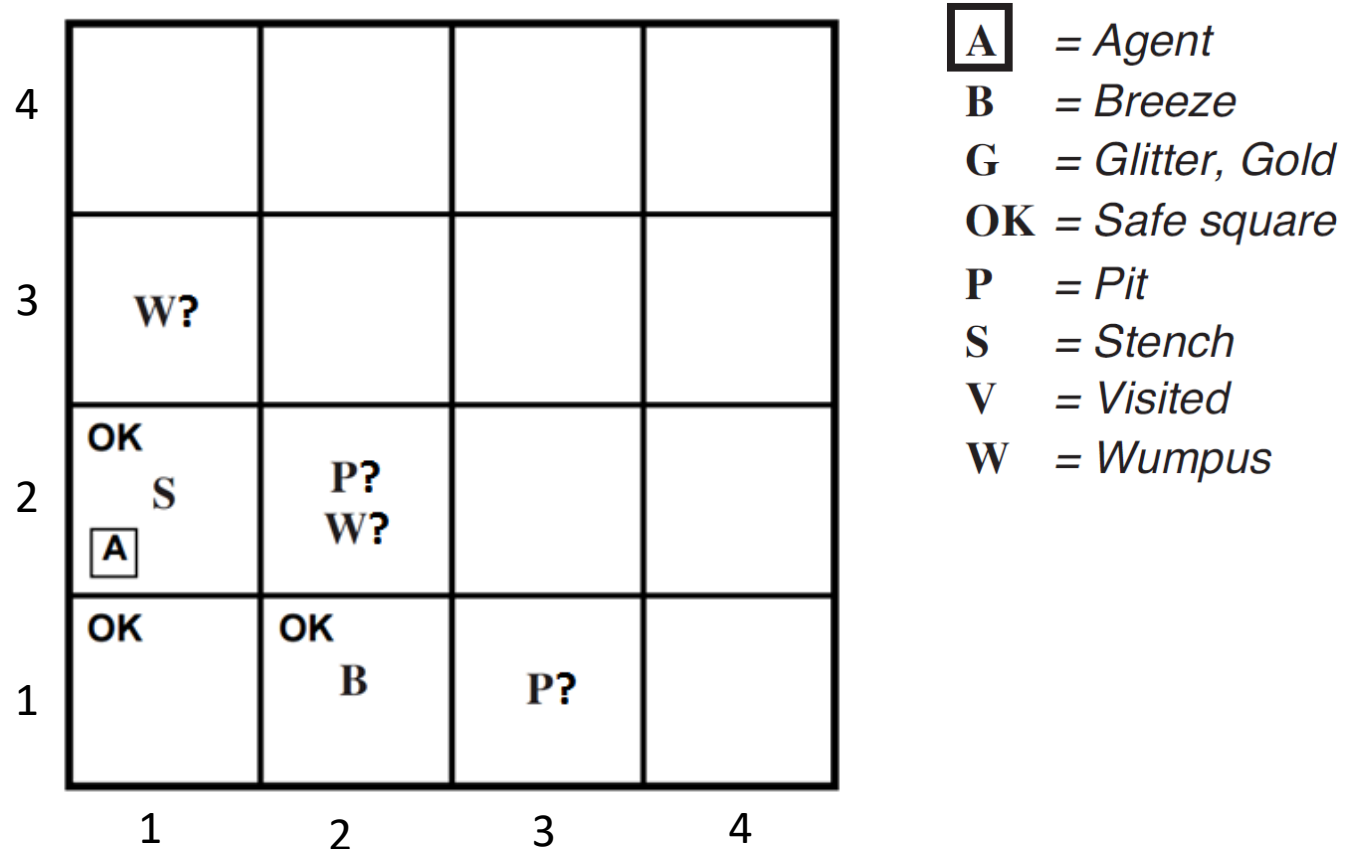 4
3
W?
2
OK
S
A
P?
W?
1
OK
OK
B
P?
1 2 3 4
A = Agent
B = Breeze
G = Glitter, Gold
OK = Safe square
P = Pit
S = Stench
V = Visited
W = Wumpus